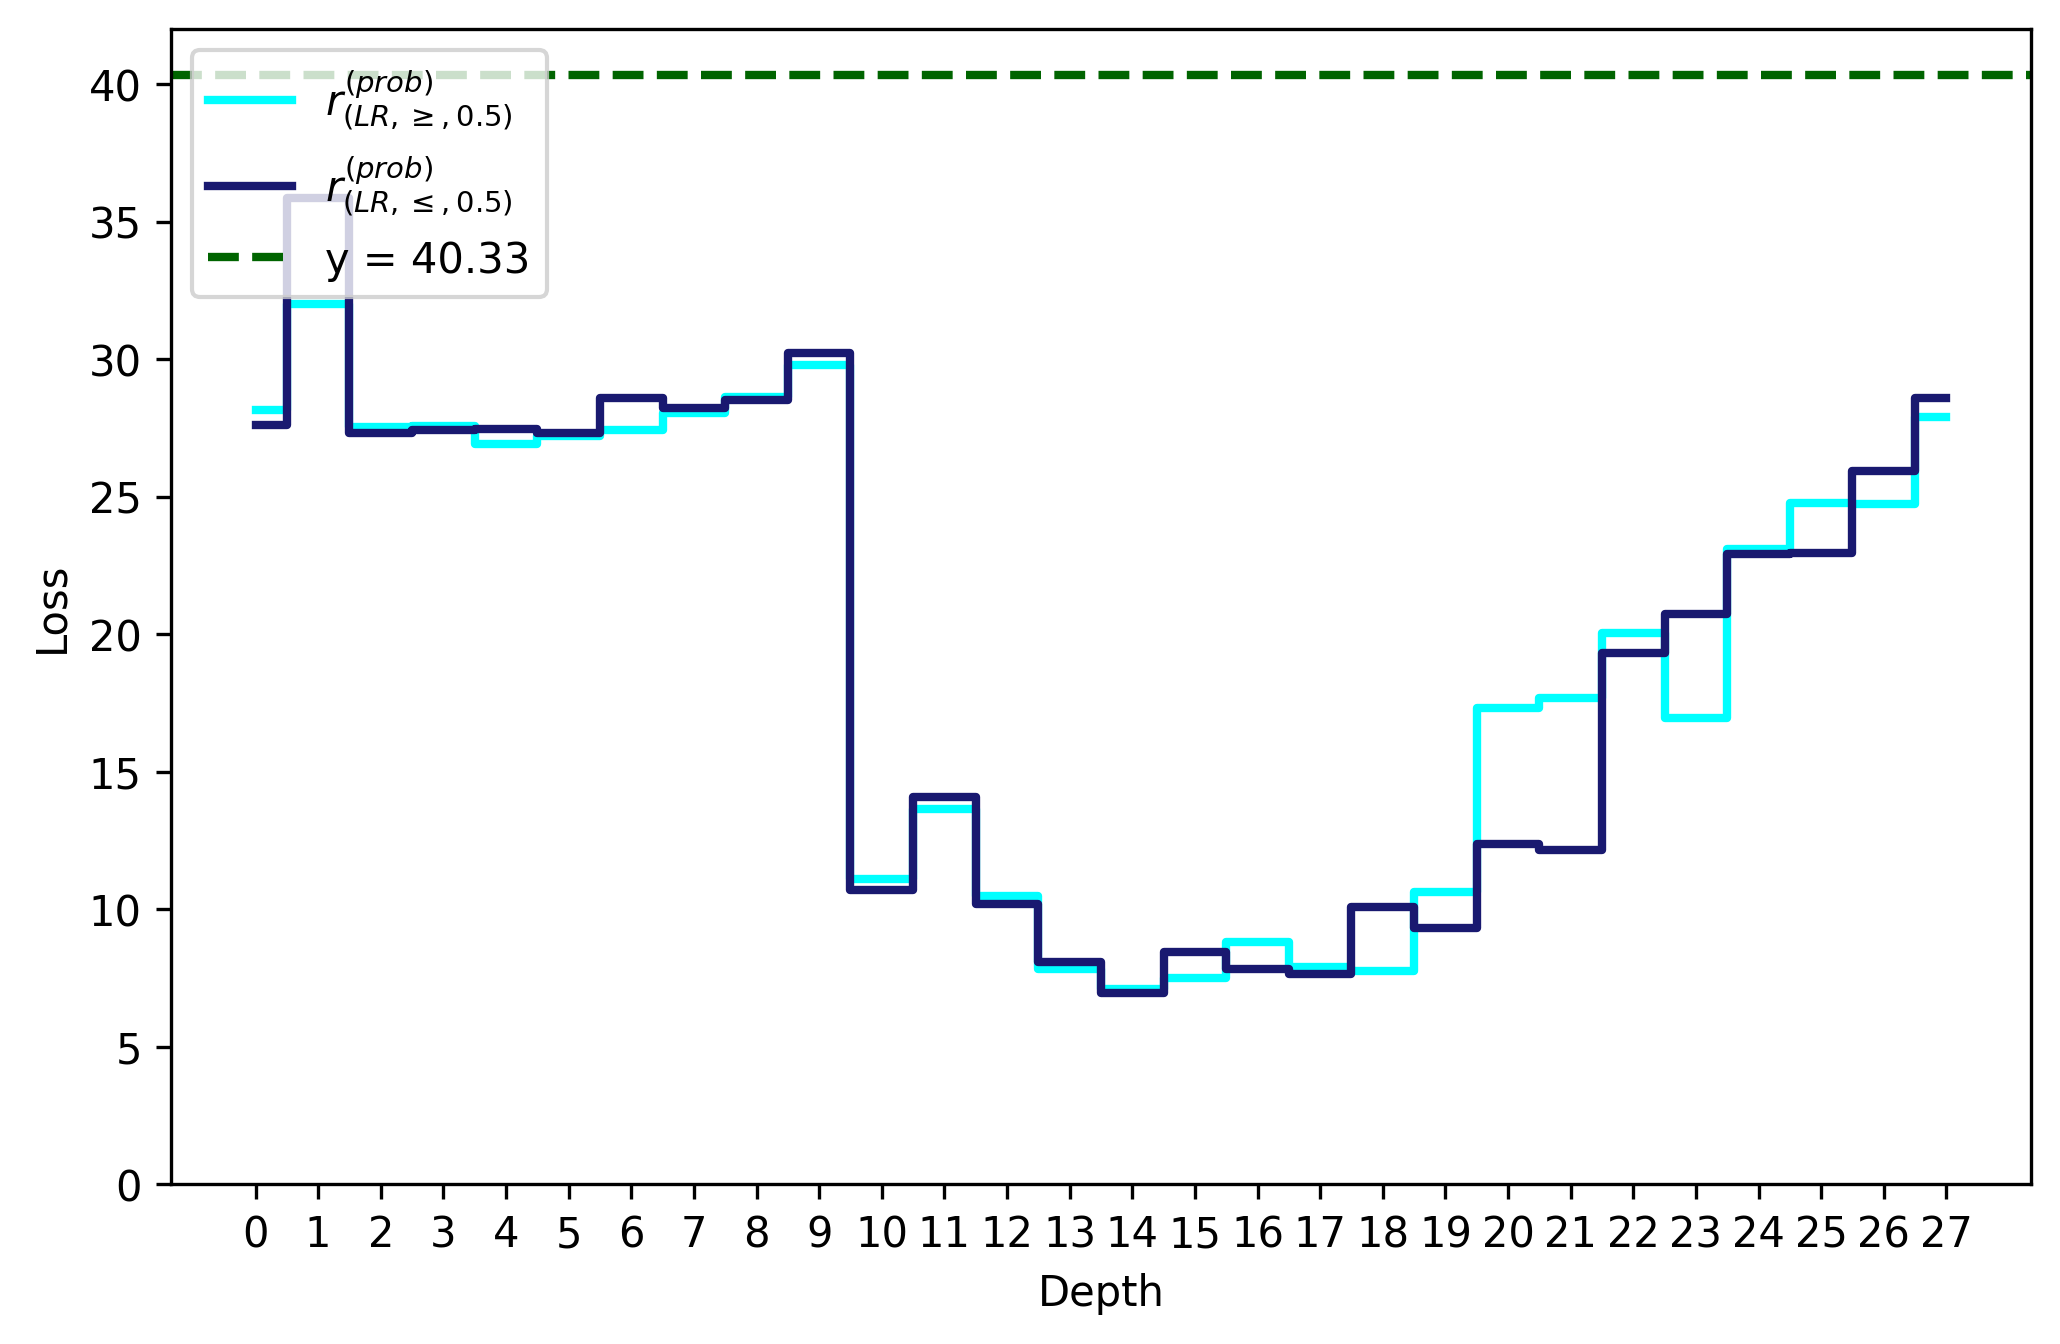 r^{(prob)}_{(LR, ≥, 0.5)}
r^{(prob)}_{(LR, ≤, 0.5)}
y = 40.33
40
35
30
25
20
15
10
5
0
Loss
0 1 2 3 4 5 6 7 8 9 10 11 12 13 14 15 16 17 18 19 20 21 22 23 24 25 26 27
Depth